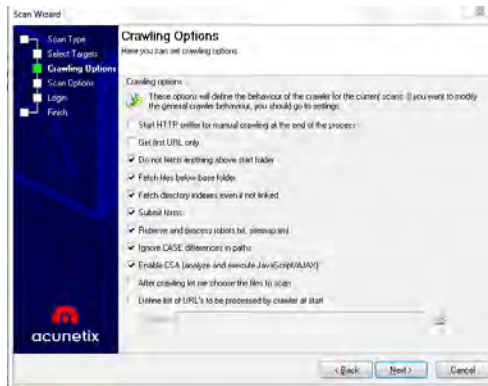 Scan Wizard
Scan Type
Select Targets
Crawling Options
Scan Options
Login
Finish
acunetix
Crawling Options
Here you can set crawling options.
Crawling options
These options will define the behaviour of the crawler for the current scans. If you want to modify
the general crawler behaviour, you should go to settings.
Start HTTP sniffer for manual crawling at the end of the process
Get first URL only
Do not fetch anything above start folder
Fetch files below base folder
Fetch directory indexes even if not linked
Submit forms
Retrieve and process robots.txt, sitemap.xml
Ignore CASE differences in paths
Enable CSA (analyze and execute JavaScript/AJAX)
After crawling let me choose the files to scan
Define list of URL's to be processed by crawler at start
< Back
Next >
Cancel